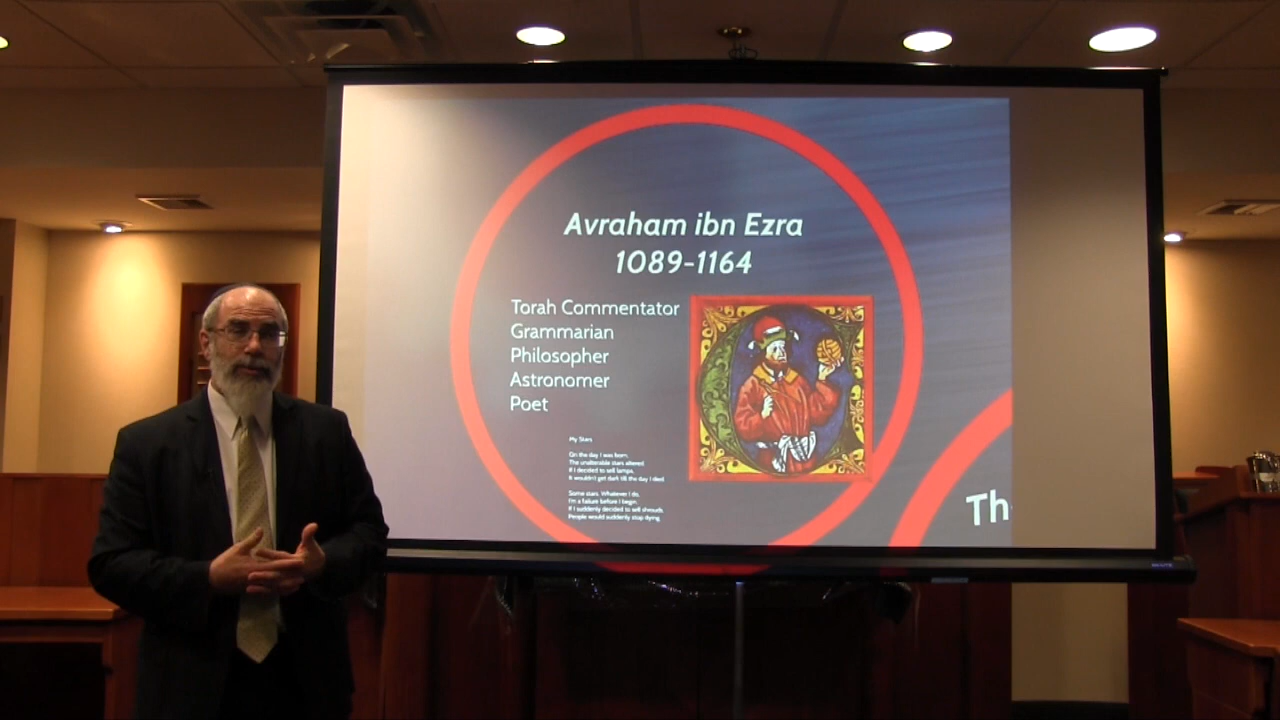 Avraham ibn Ezra
1089-1164
Torah Commentator
Grammarian
Philosopher
Astronomer
Poet
My Stars
On the day I was born,
The unalterable stars altered.
If I decided to sell lamps,
It wouldn't get dark till the day I died.
Some stars. Whatever I do,
I'm a failure before I begin.
If I suddenly decided to sell shrouds,
People would suddenly stop dying.
Th